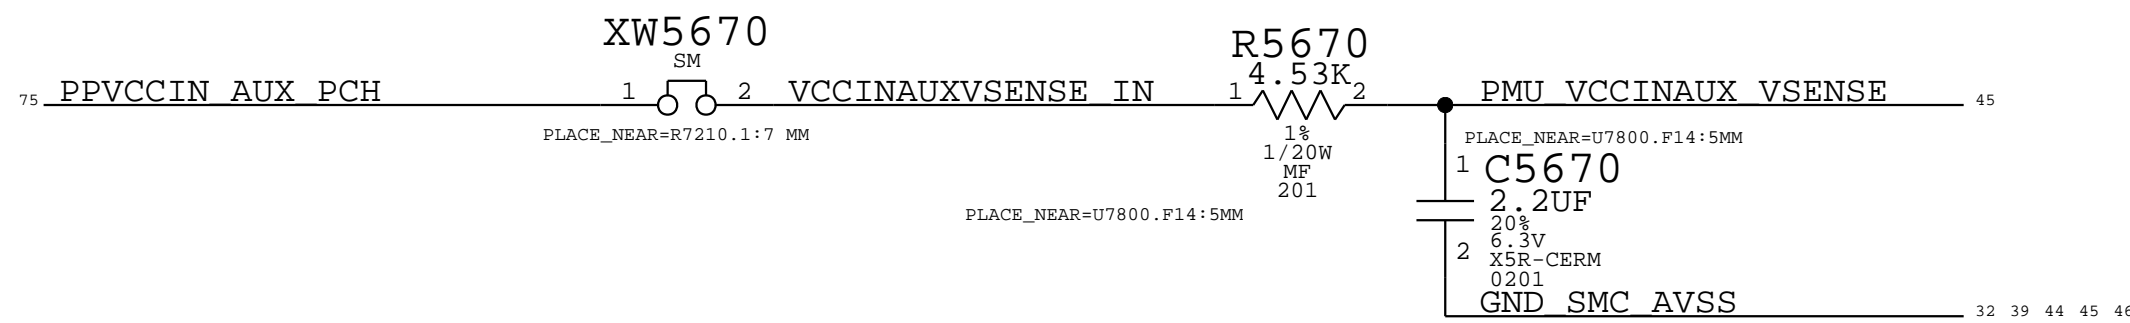 XW5670
SM
75 PPVCCIN_AUX_PCH 1 2 VCCINAUXVSENSE_IN
PLACE_NEAR=R7210.1:7 MM
R5670
4.53K
1 2
1%
1/20W
MF
201
PLACE_NEAR=U7800.F14:5MM
PMU_VCCINAUX_VSENSE 45
PLACE_NEAR=U7800.F14:5MM
1 C5670
2.2UF
20%
6.3V
2 X5R-CERM
0201
GND_SMC_AVSS 32 39 44 45 46